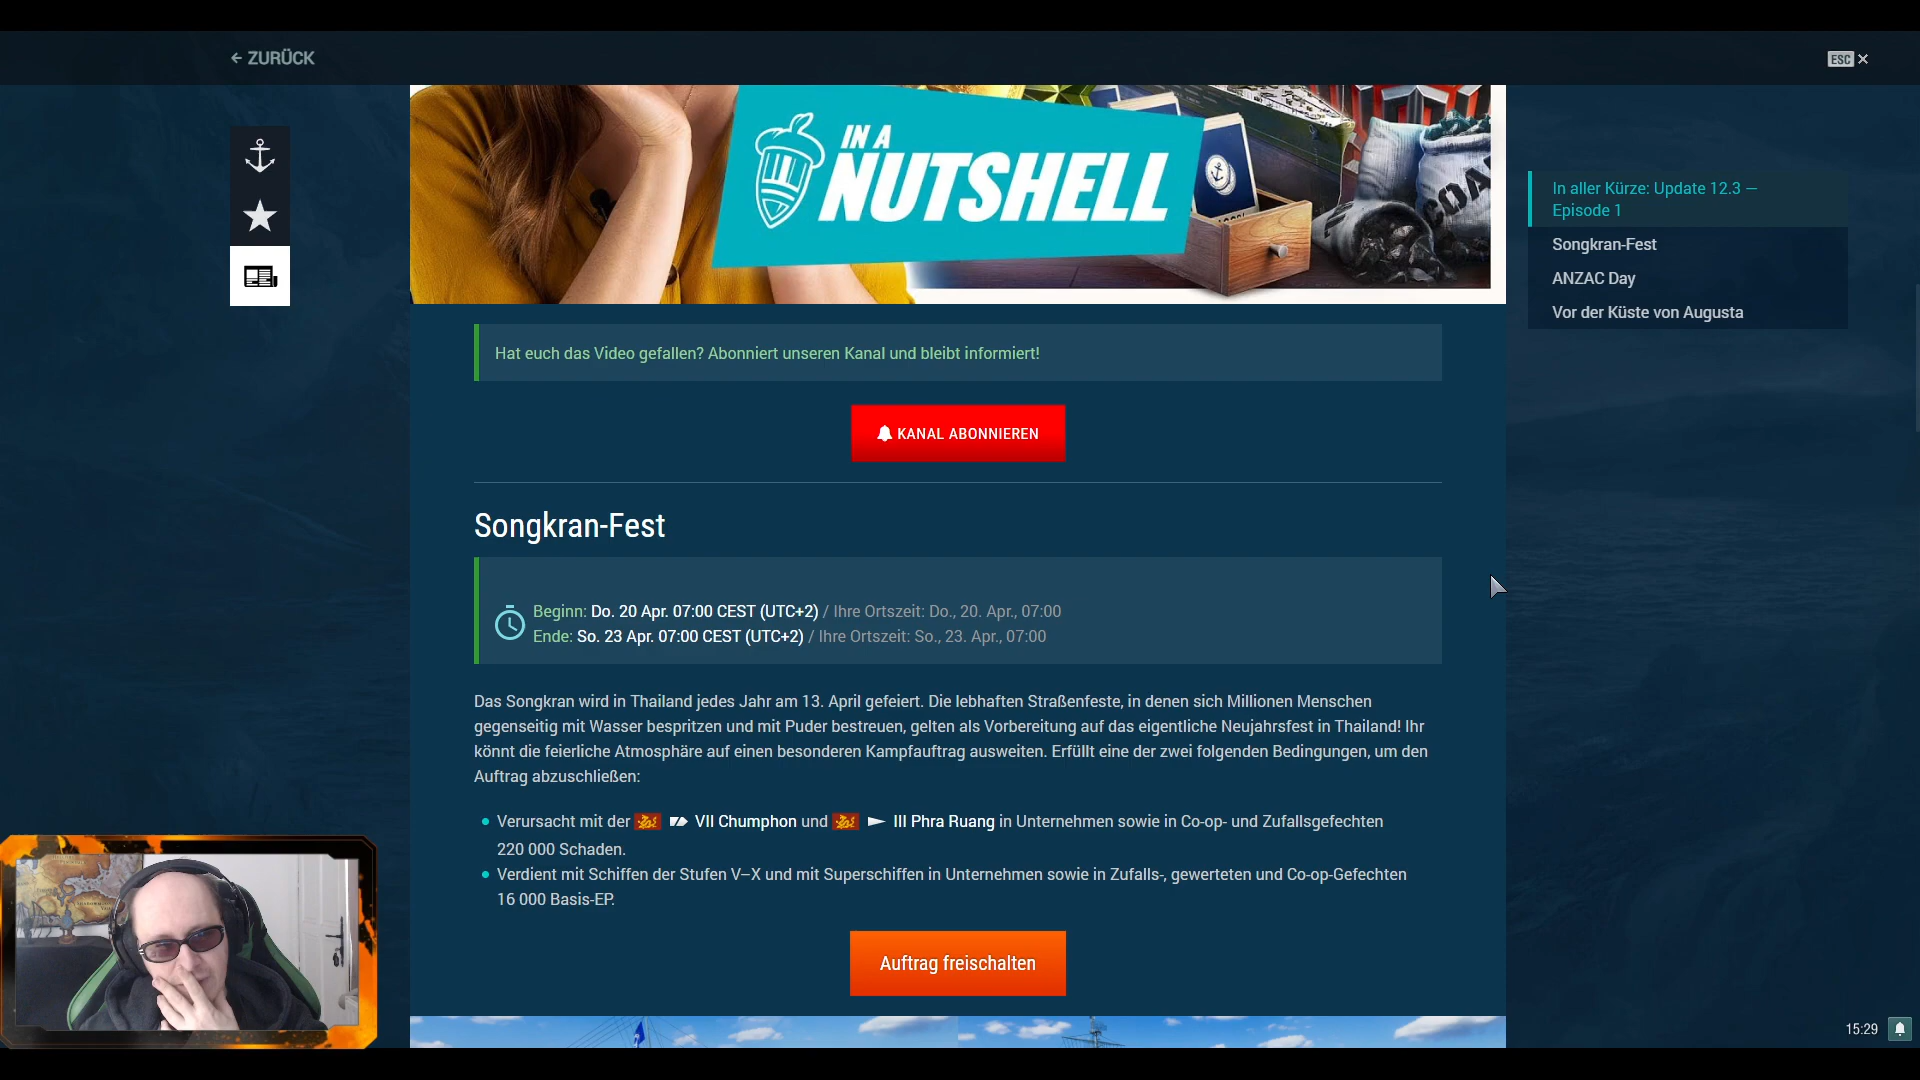 ← ZURÜCK
ESC ×
IN A
NUTSHELL
COA
In aller Kürze: Update 12.3 —
Episode 1
Songkran-Fest
ANZAC Day
Vor der Küste von Augusta
Hat euch das Video gefallen? Abonniert unseren Kanal und bleibt informiert!
KANAL ABONNIEREN
Songkran-Fest
Beginn: Do. 20 Apr. 07:00 CEST (UTC+2) / Ihre Ortszeit: Do., 20. Apr., 07:00
Ende: So. 23 Apr. 07:00 CEST (UTC+2) / Ihre Ortszeit: So., 23. Apr., 07:00
Das Songkran wird in Thailand jedes Jahr am 13. April gefeiert. Die lebhaften Straßenfeste, in denen sich Millionen Menschen
gegenseitig mit Wasser bespritzen und mit Puder bestreuen, gelten als Vorbereitung auf das eigentliche Neujahrsfest in Thailand! Ihr
könnt die feierliche Atmosphäre auf einen besonderen Kampfauftrag ausweiten. Erfüllt eine der zwei folgenden Bedingungen, um den
Auftrag abzuschließen:
Verursacht mit der VII Chumphon und III Phra Ruang in Unternehmen sowie in Co-op- und Zufallsgefechten
220 000 Schaden.
Verdient mit Schiffen der Stufen V–X und mit Superschiffen in Unternehmen sowie in Zufalls-, gewerteten und Co-op-Gefechten
16 000 Basis-EP.
Auftrag freischalten
15:29